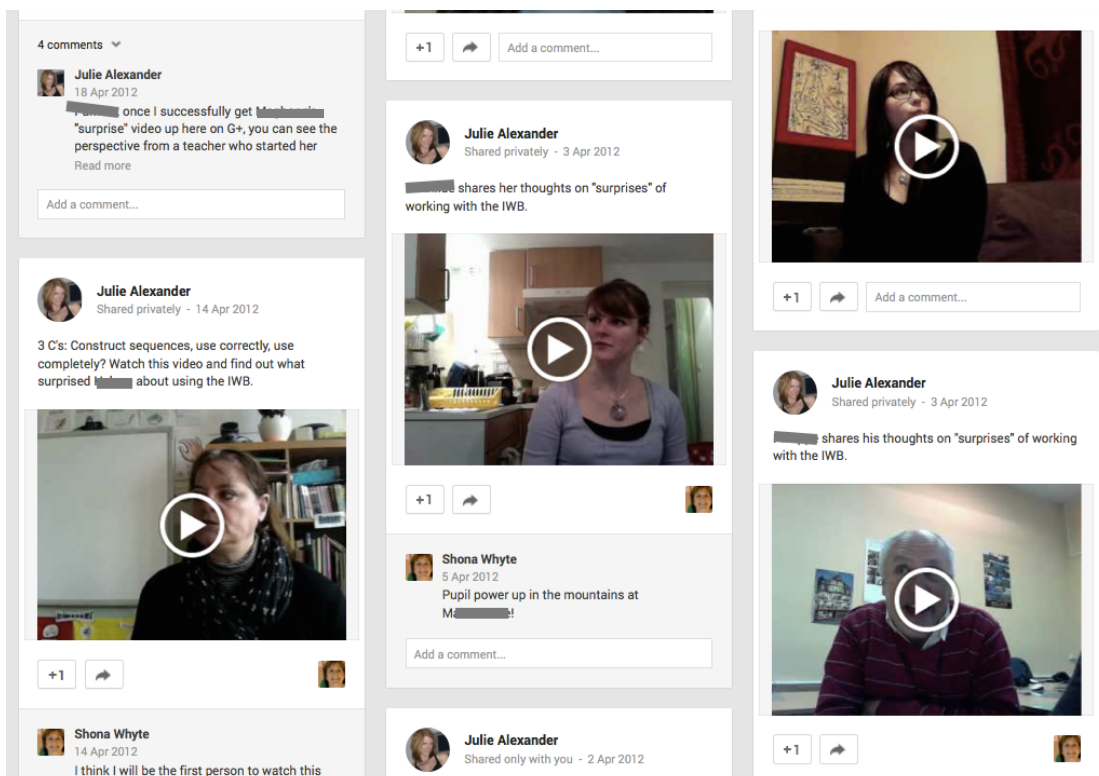 4 comments
Julie Alexander
18 Apr 2012
once I successfully get
"surprise" video up here on G+, you can see the
perspective from a teacher who started her
Read more
Add a comment...
Julie Alexander
Shared privately - 14 Apr 2012
3 C's: Construct sequences, use correctly, use
completely? Watch this video and find out what
surprised about using the IWB.
+1
Shona Whyte
14 Apr 2012
I think I will be the first person to watch this
+1
Add a comment...
Julie Alexander
Shared privately - 3 Apr 2012
shares her thoughts on "surprises" of
working with the IWB.
+1
Shona Whyte
5 Apr 2012
Pupil power up in the mountains at
!
Add a comment...
Julie Alexander
Shared only with you - 2 Apr 2012
+1
Add a comment...
Julie Alexander
Shared privately - 3 Apr 2012
shares his thoughts on "surprises" of working
with the IWB.
+1